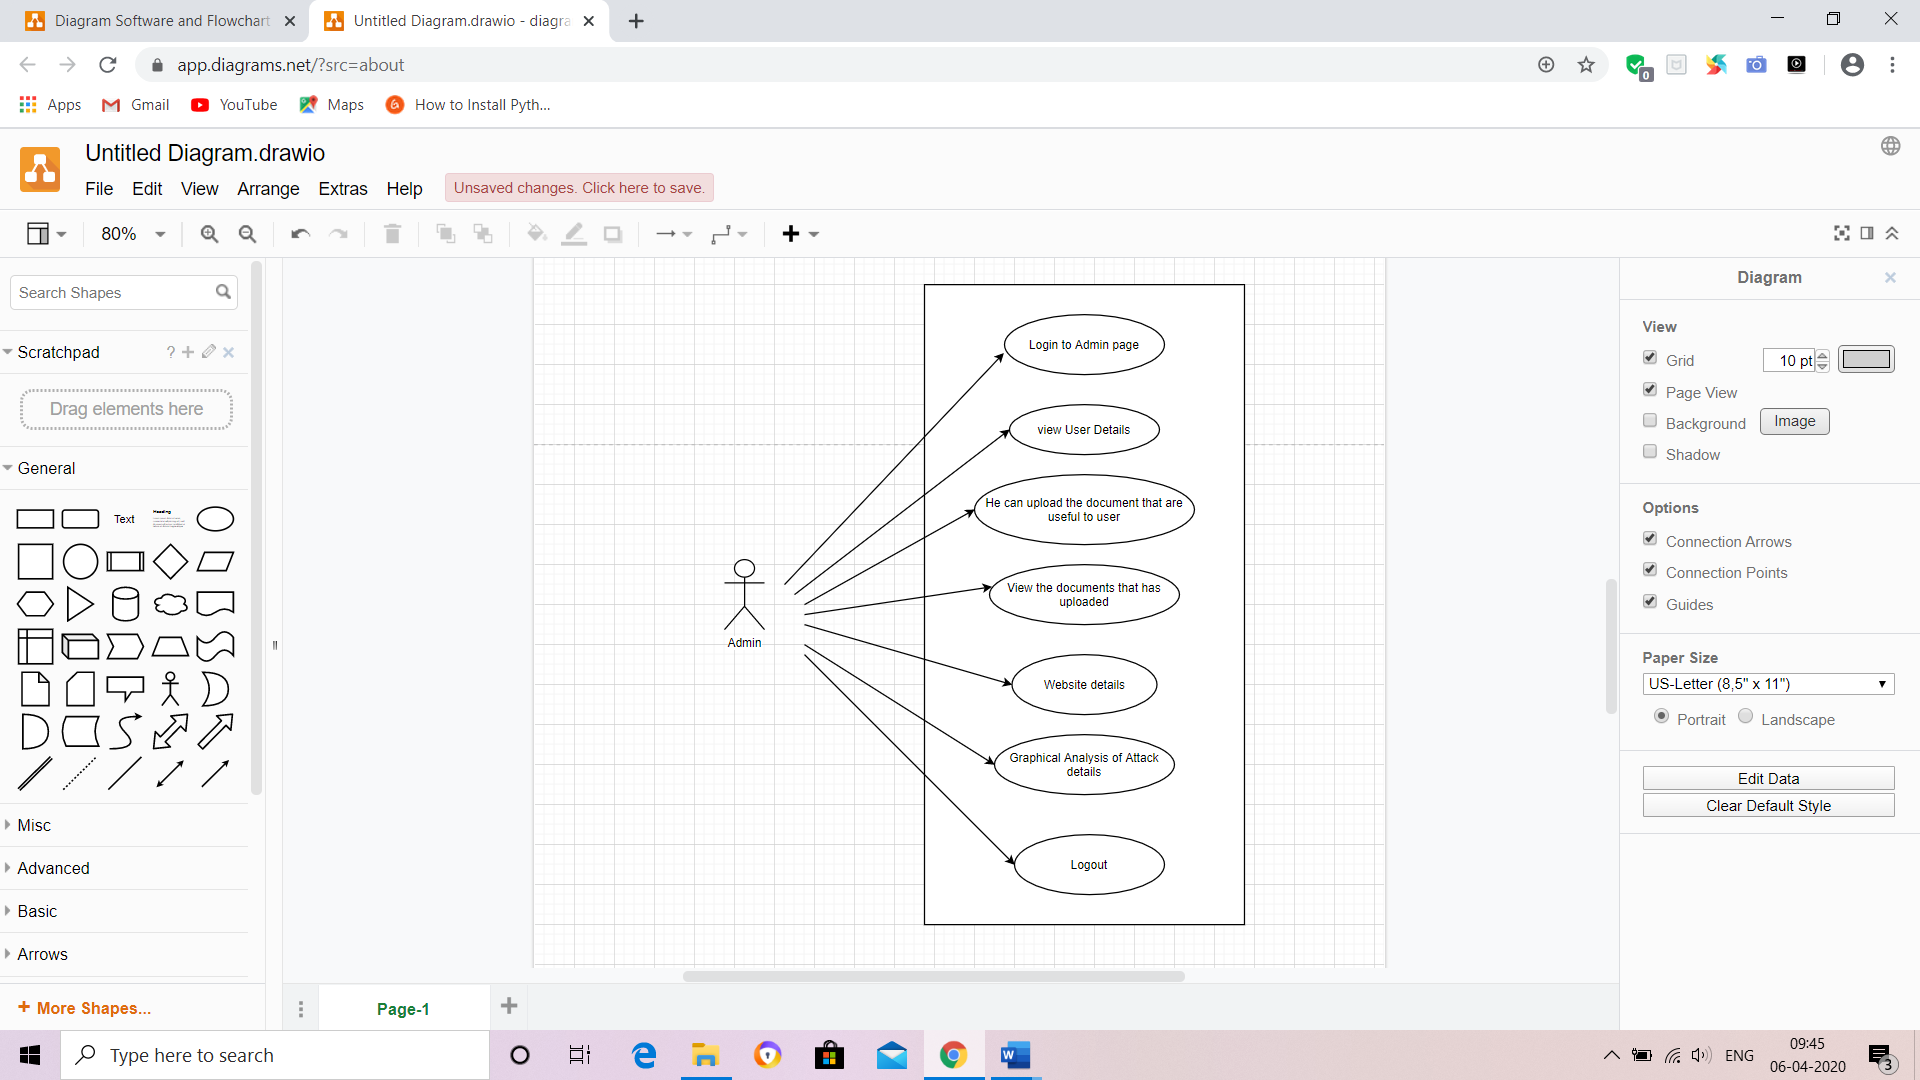 Diagram Software and Flowchart
Untitled Diagram.drawio - diagra
app.diagrams.net/?src=about
0
Apps
Gmail
YouTube
Maps
How to Install Pyth...
Untitled Diagram.drawio
File Edit View Arrange Extras Help
Unsaved changes. Click here to save.
80%
Search Shapes
Scratchpad
?
Drag elements here
General
Text
Heading
Misc
Advanced
Basic
Arrows
+ More Shapes...
Login to Admin page
view User Details
He can upload the document that are
useful to user
View the documents that has
uploaded
Admin
Website details
Graphical Analysis of Attack
details
Logout
Page-1
Diagram
View
Grid
10 pt
Page View
Background
Image
Shadow
Options
Connection Arrows
Connection Points
Guides
Paper Size
US-Letter (8,5" x 11")
Portrait
Landscape
Edit Data
Clear Default Style
Type here to search
W
ENG
09:45
06-04-2020
3